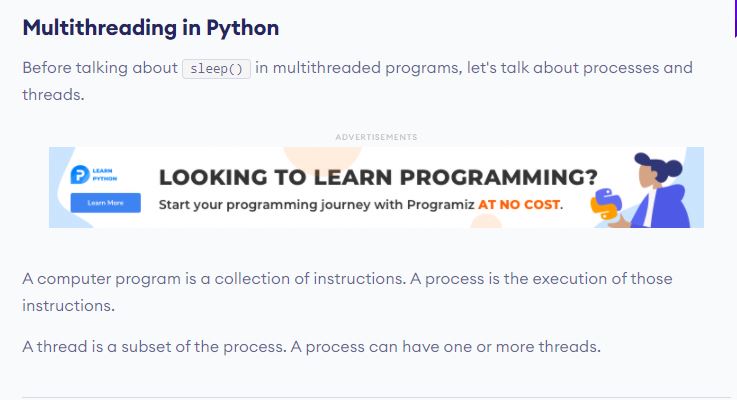 Multithreading in Python
Before talking about sleep() in multithreaded programs, let's talk about processes and
threads.
ADVERTISEMENTS
LEARN
PYTHON
Learn More
LOOKING TO LEARN PROGRAMMING?
Start your programming journey with Programiz AT NO COST.
A computer program is a collection of instructions. A process is the execution of those
instructions.
A thread is a subset of the process. A process can have one or more threads.